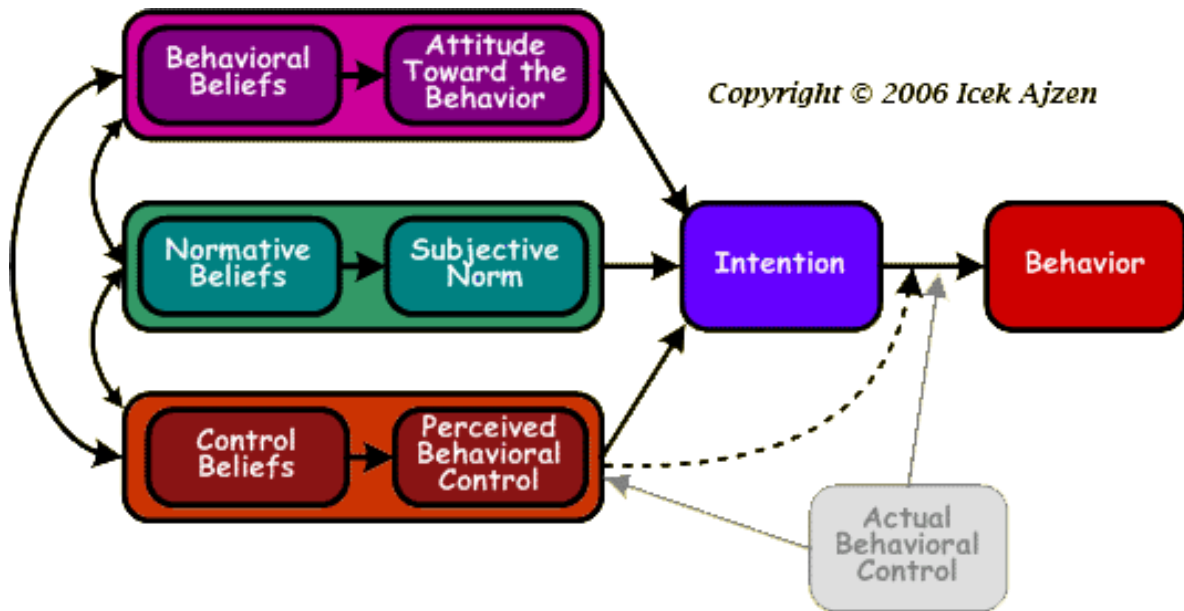 Behavioral
Beliefs
Attitude
Toward the
Behavior
Copyright © 2006 Icek Ajzen
Normative
Beliefs
Subjective
Norm
Intention
Behavior
Control
Beliefs
Perceived
Behavioral
Control
Actual
Behavioral
Control